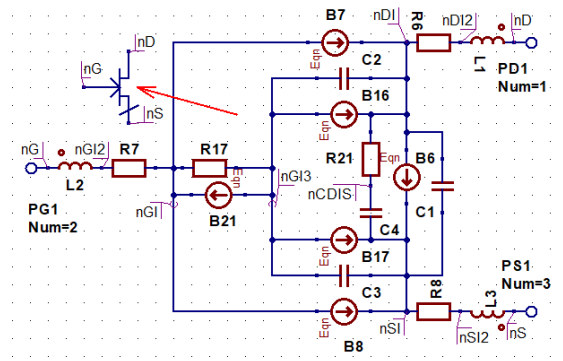 B7
nDI
R6
nDI2
nD
Eqn
C2
L1
PD1
Num=1
nD
nG
nS
B16
Eqn
R21
Eqn
B6
nCDIS
C1
C4
nG
nGI2
R7
L2
PG1
Num=2
R17
Eqn
nGI3
nGI
B21
Eqn
B17
C3
Eqn
B8
nSI
R8
L3
nSI2
nS
PS1
Num=3